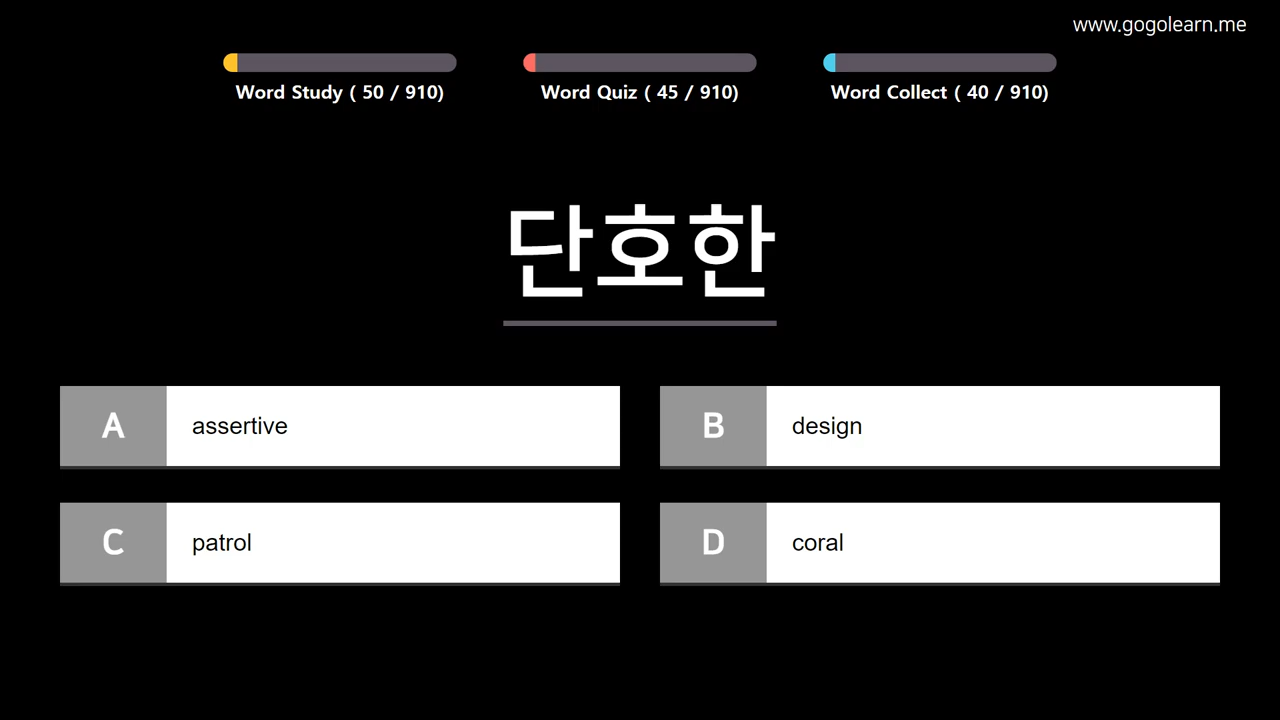 www.gogolearn.me
Word Study ( 50 / 910)
Word Quiz ( 45 / 910)
Word Collect ( 40 / 910)
단호한
A assertive
B design
C patrol
D coral